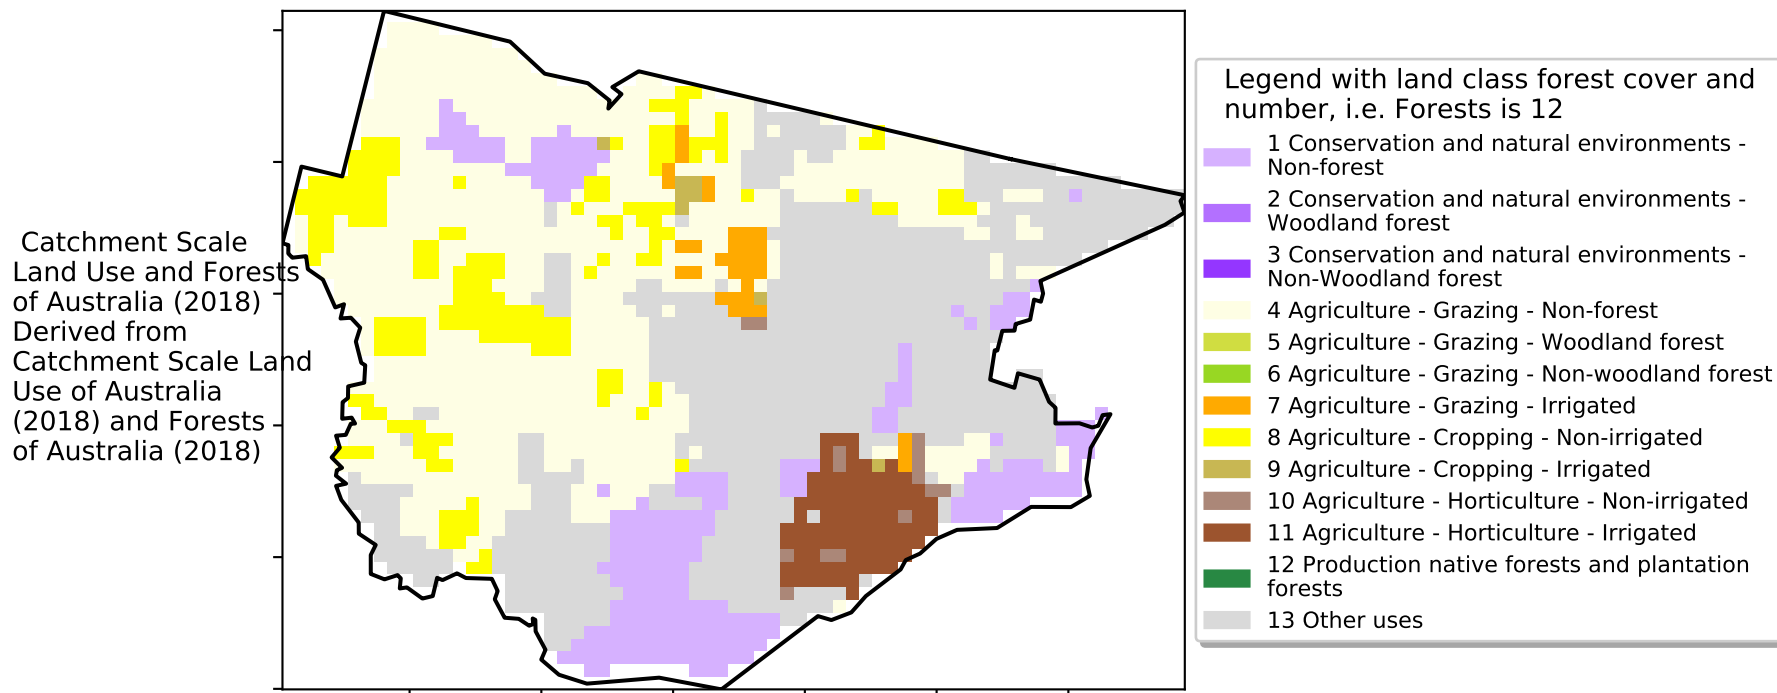 Catchment Scale
Land Use and Forests
of Australia (2018)
Derived from
Catchment Scale Land
Use of Australia
(2018) and Forests
of Australia (2018)
Legend with land class forest cover and
number, i.e. Forests is 12
1 Conservation and natural environments -
Non-forest
2 Conservation and natural environments -
Woodland forest
3 Conservation and natural environments -
Non-Woodland forest
4 Agriculture - Grazing - Non-forest
5 Agriculture - Grazing - Woodland forest
6 Agriculture - Grazing - Non-woodland forest
7 Agriculture - Grazing - Irrigated
8 Agriculture - Cropping - Non-irrigated
9 Agriculture - Cropping - Irrigated
10 Agriculture - Horticulture - Non-irrigated
11 Agriculture - Horticulture - Irrigated
12 Production native forests and plantation
forests
13 Other uses